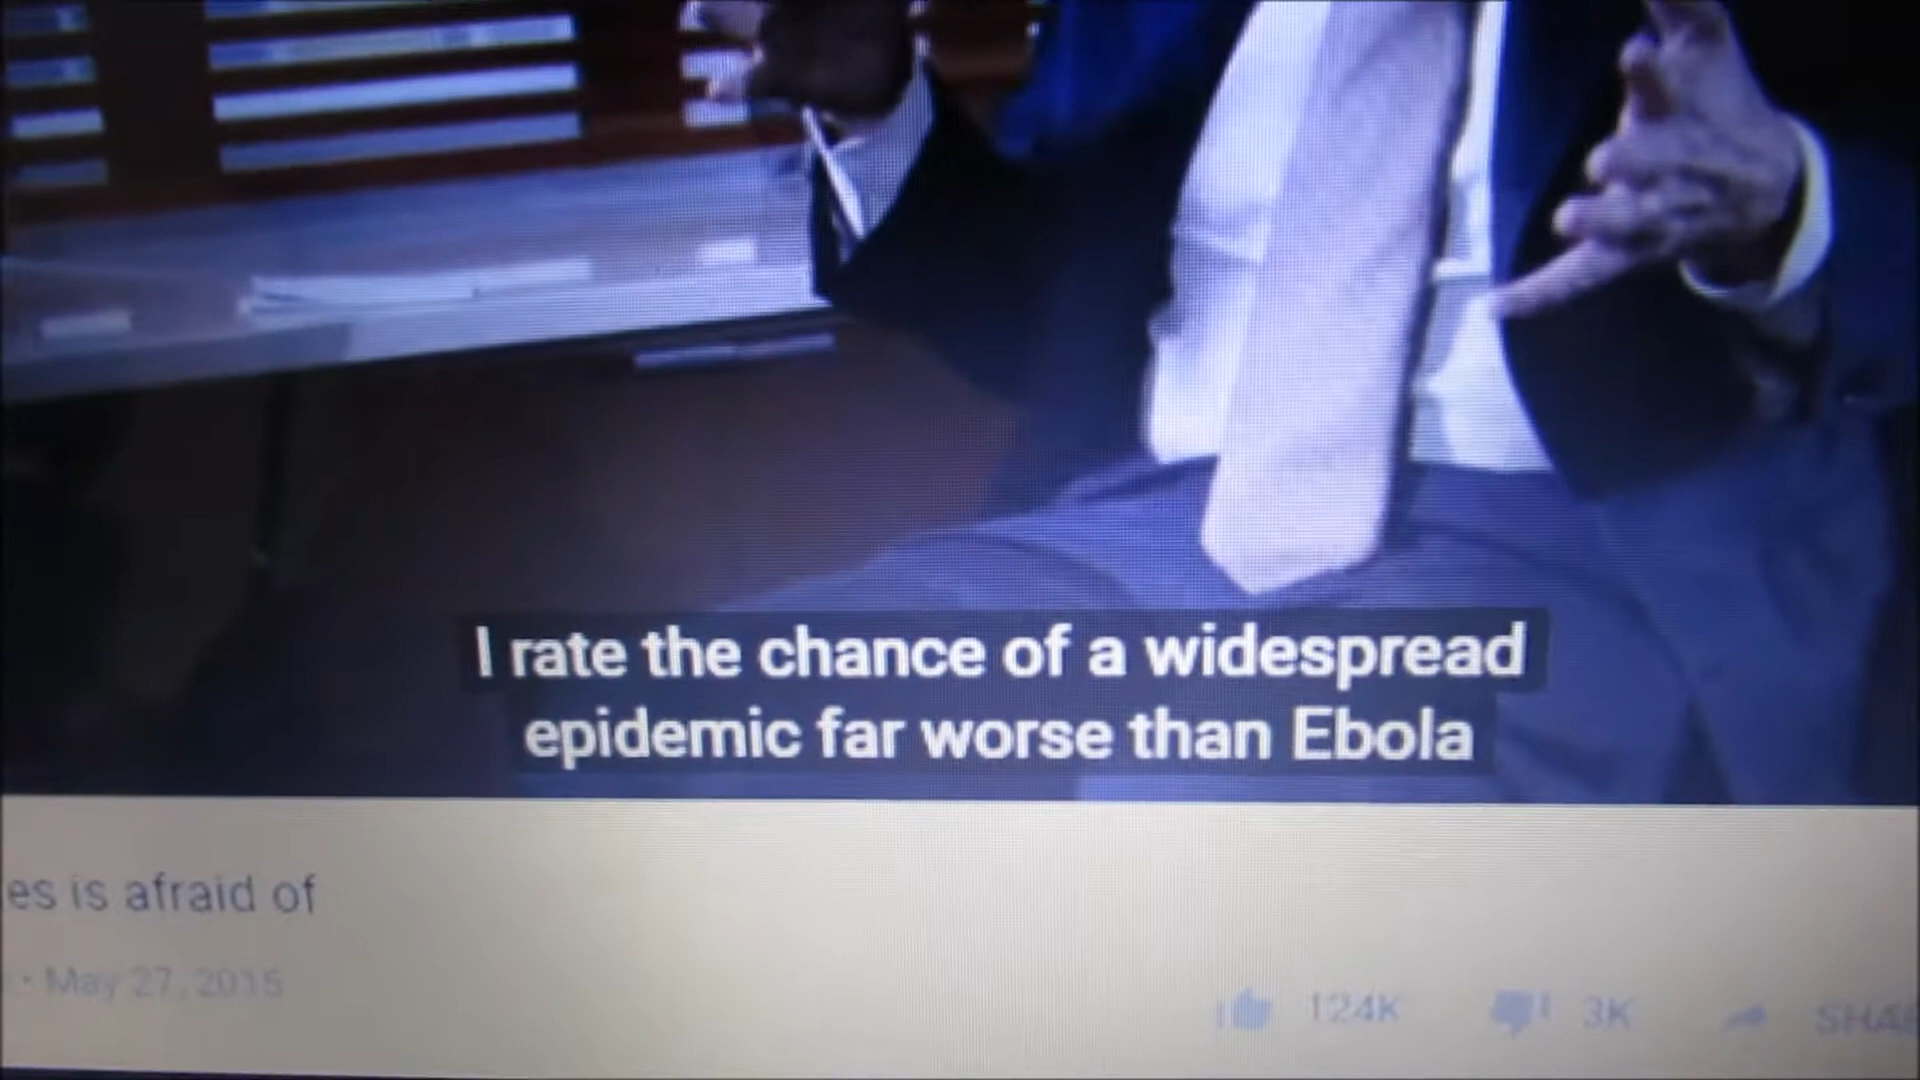 I rate the chance of a widespread
epidemic far worse than Ebola
es is afraid of
· May 27, 2015
124K 3K SHA